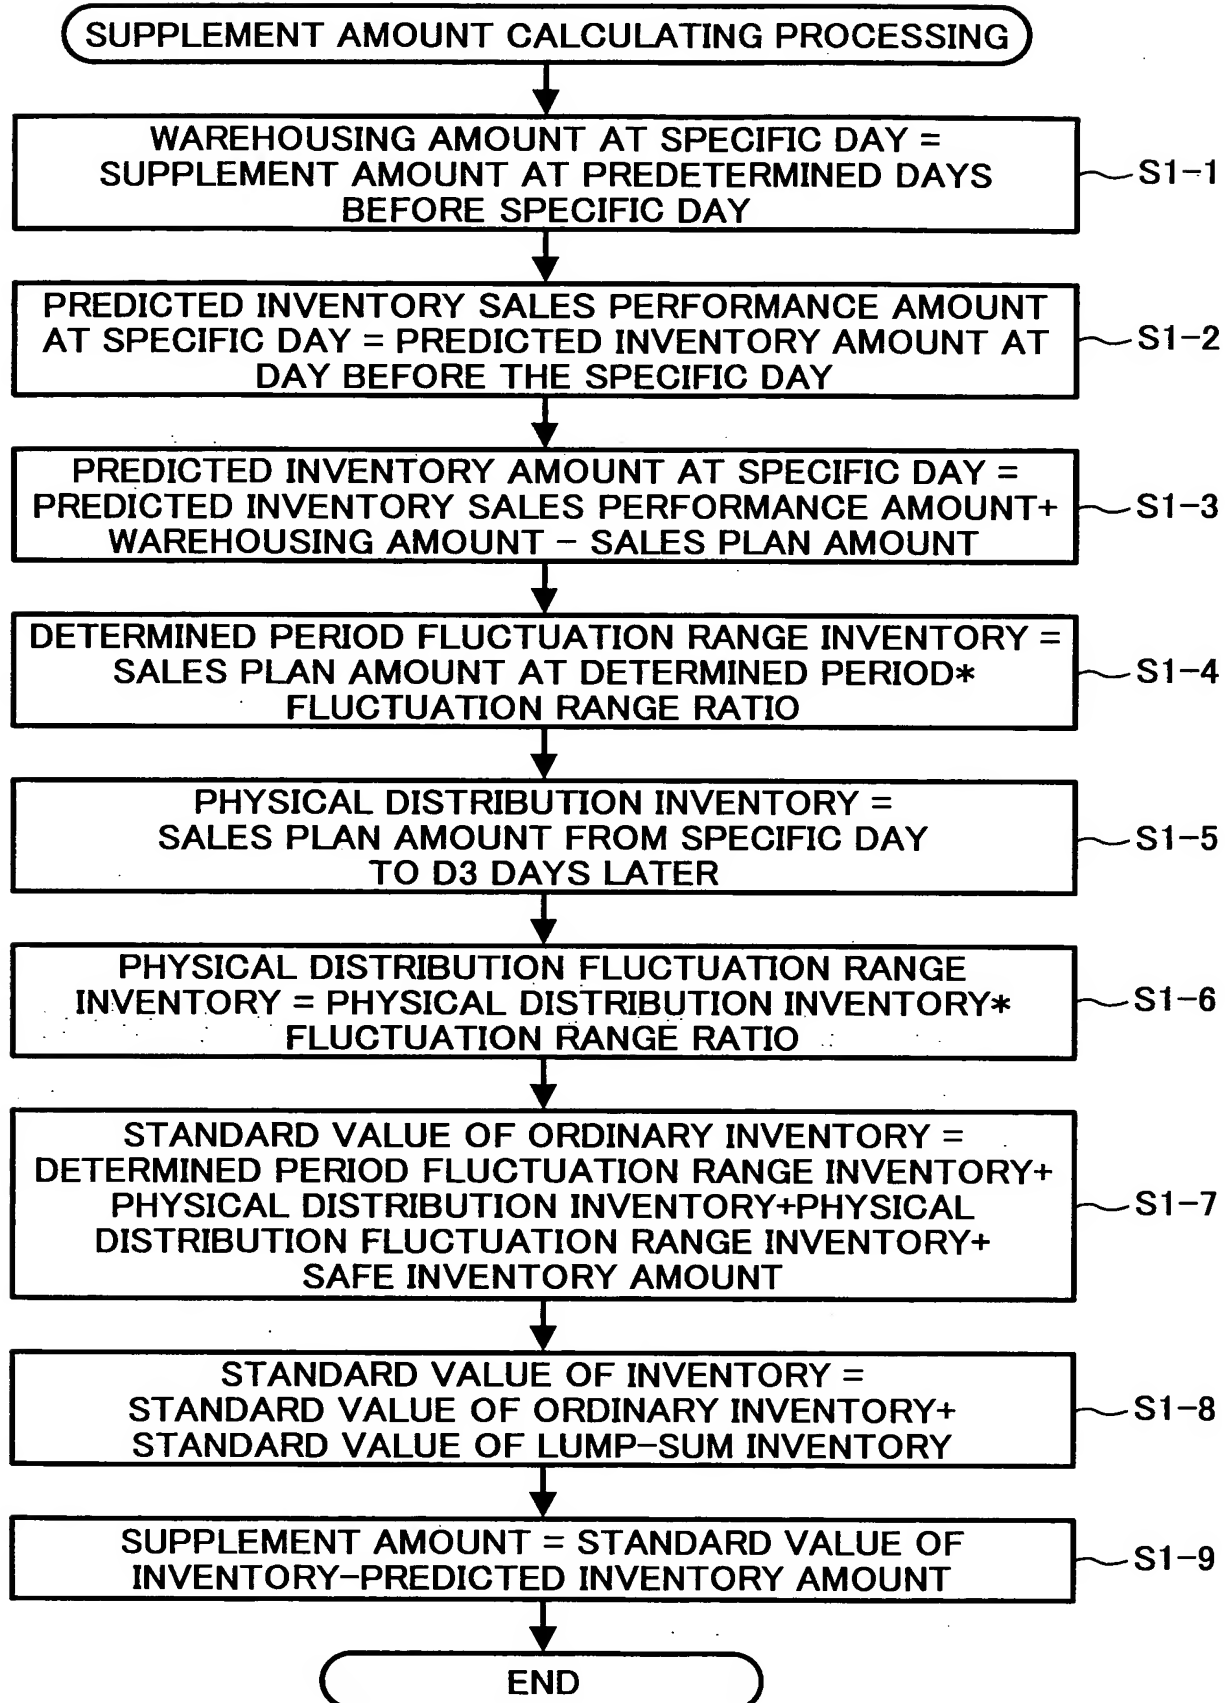 SUPPLEMENT AMOUNT CALCULATING PROCESSING
WAREHOUSING AMOUNT AT SPECIFIC DAY =
SUPPLEMENT AMOUNT AT PREDETERMINED DAYS
BEFORE SPECIFIC DAY
S1-1
PREDICTED INVENTORY SALES PERFORMANCE AMOUNT
AT SPECIFIC DAY = PREDICTED INVENTORY AMOUNT AT
DAY BEFORE THE SPECIFIC DAY
S1-2
PREDICTED INVENTORY AMOUNT AT SPECIFIC DAY =
PREDICTED INVENTORY SALES PERFORMANCE AMOUNT+
WAREHOUSING AMOUNT - SALES PLAN AMOUNT
S1-3
DETERMINED PERIOD FLUCTUATION RANGE INVENTORY =
SALES PLAN AMOUNT AT DETERMINED PERIOD*
FLUCTUATION RANGE RATIO
S1-4
PHYSICAL DISTRIBUTION INVENTORY =
SALES PLAN AMOUNT FROM SPECIFIC DAY
TO D3 DAYS LATER
S1-5
PHYSICAL DISTRIBUTION FLUCTUATION RANGE
INVENTORY = PHYSICAL DISTRIBUTION INVENTORY*
FLUCTUATION RANGE RATIO
S1-6
STANDARD VALUE OF ORDINARY INVENTORY =
DETERMINED PERIOD FLUCTUATION RANGE INVENTORY+
PHYSICAL DISTRIBUTION INVENTORY+PHYSICAL
DISTRIBUTION FLUCTUATION RANGE INVENTORY+
SAFE INVENTORY AMOUNT
S1-7
STANDARD VALUE OF INVENTORY =
STANDARD VALUE OF ORDINARY INVENTORY+
STANDARD VALUE OF LUMP-SUM INVENTORY
S1-8
SUPPLEMENT AMOUNT = STANDARD VALUE OF
INVENTORY-PREDICTED INVENTORY AMOUNT
S1-9
END